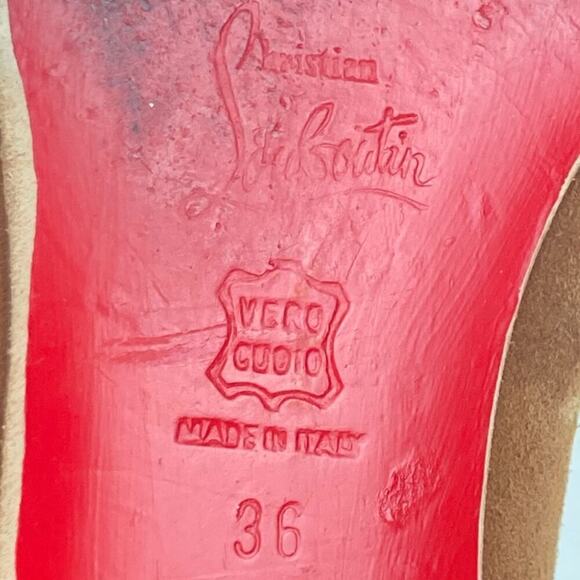 Christian
Louboutin
VERO
CUOIO
MADE IN ITALY
36